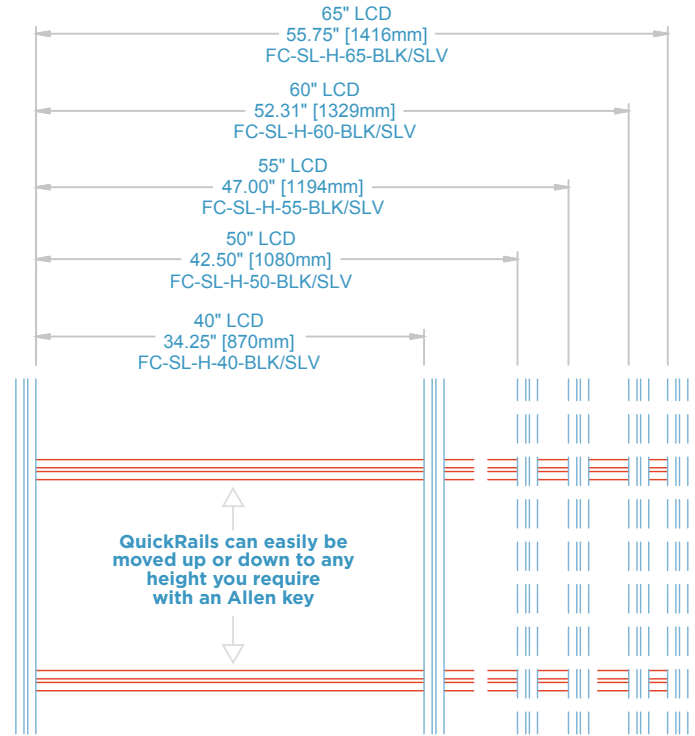 65" LCD
55.75" [1416mm]
FC-SL-H-65-BLK/SLV
60" LCD
52.31" [1329mm]
FC-SL-H-60-BLK/SLV
55" LCD
47.00" [1194mm]
FC-SL-H-55-BLK/SLV
50" LCD
42.50" [1080mm]
FC-SL-H-50-BLK/SLV
40" LCD
34.25" [870mm]
FC-SL-H-40-BLK/SLV
QuickRails can easily be
moved up or down to any
height you require
with an Allen key